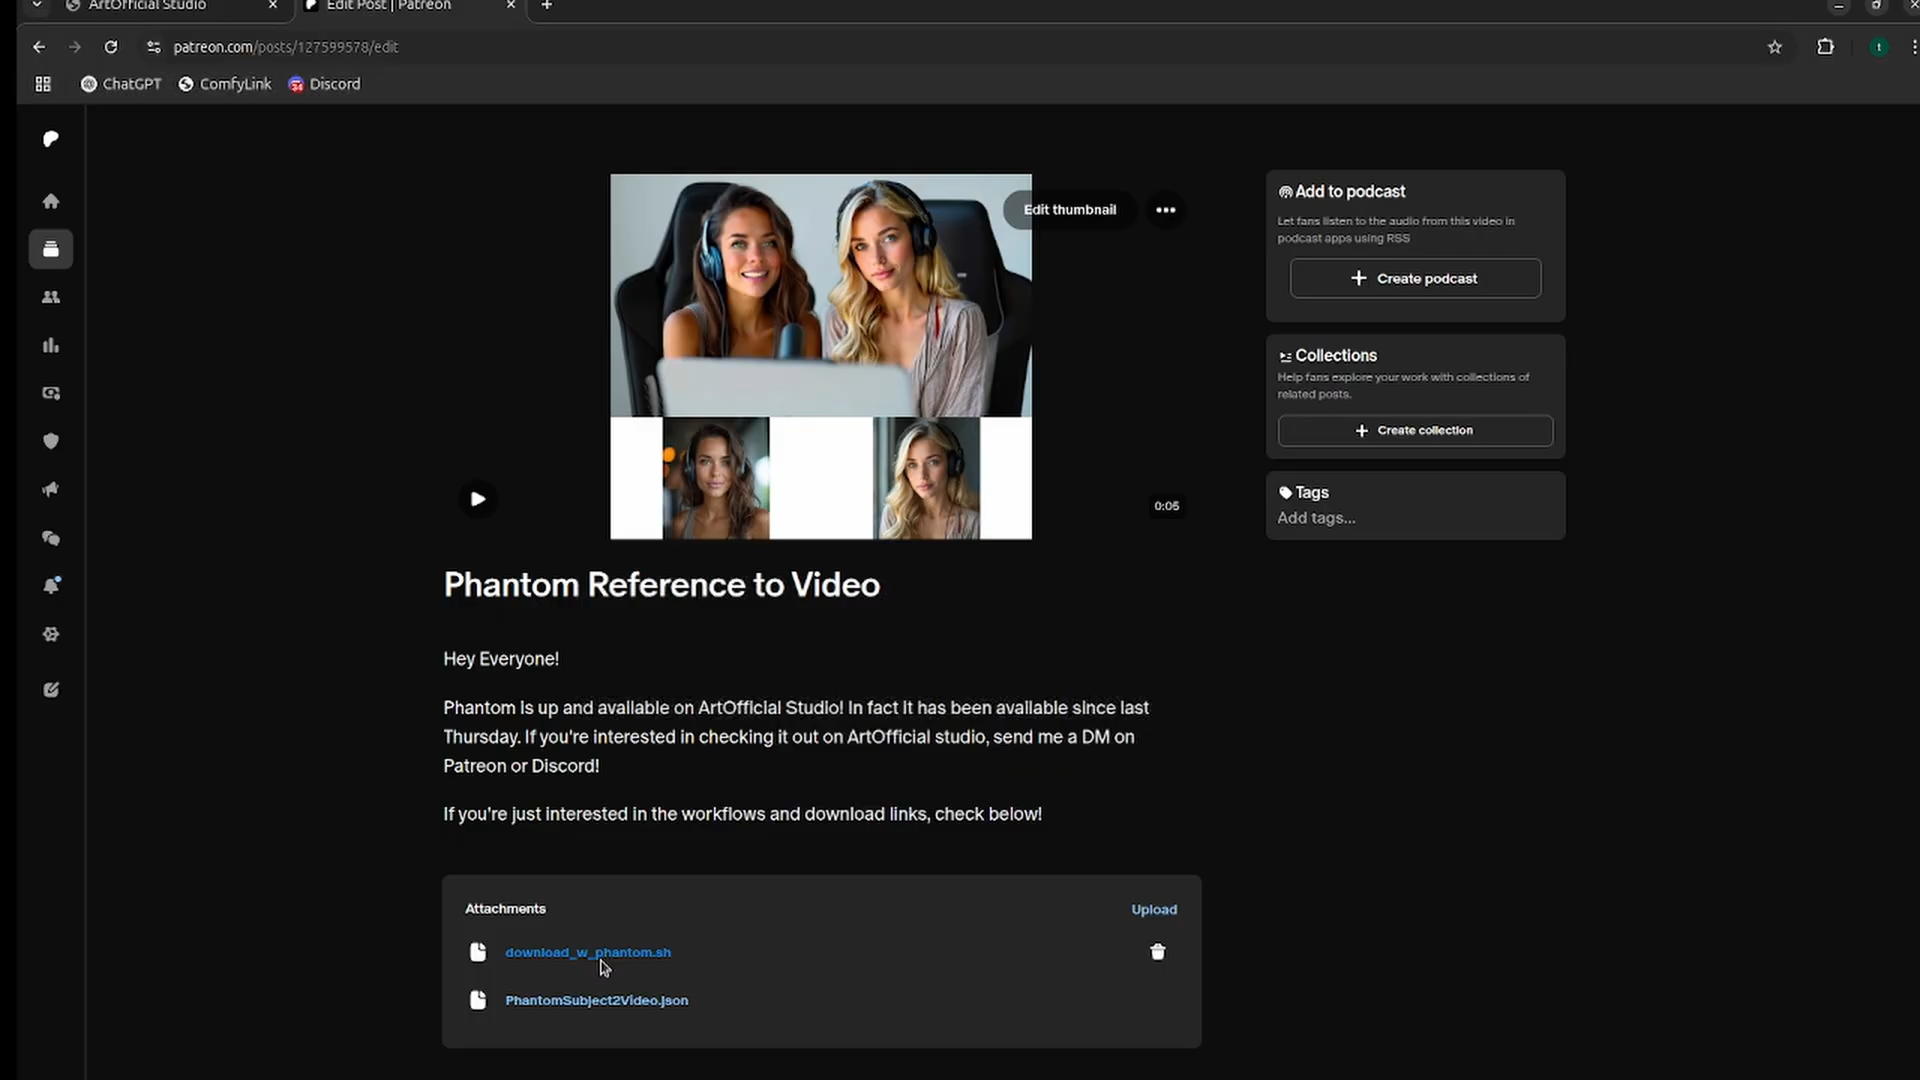 ArtOfficial Studio
Edit Post | Patreon
patreon.com/posts/127599578/edit
t
ChatGPT
ComfyLink
Discord
Edit thumbnail
0:05
Add to podcast
Let fans listen to the audio from this video in
podcast apps using RSS
Create podcast
Collections
Help fans explore your work with collections of
related posts.
Create collection
Tags
Add tags...
Phantom Reference to Video
Hey Everyone!
Phantom is up and available on ArtOfficial Studio! In fact it has been available since last
Thursday. If you're interested in checking it out on ArtOfficial studio, send me a DM on
Patreon or Discord!
If you're just interested in the workflows and download links, check below!
Attachments
Upload
download_w_phantom.sh
PhantomSubject2Video.json